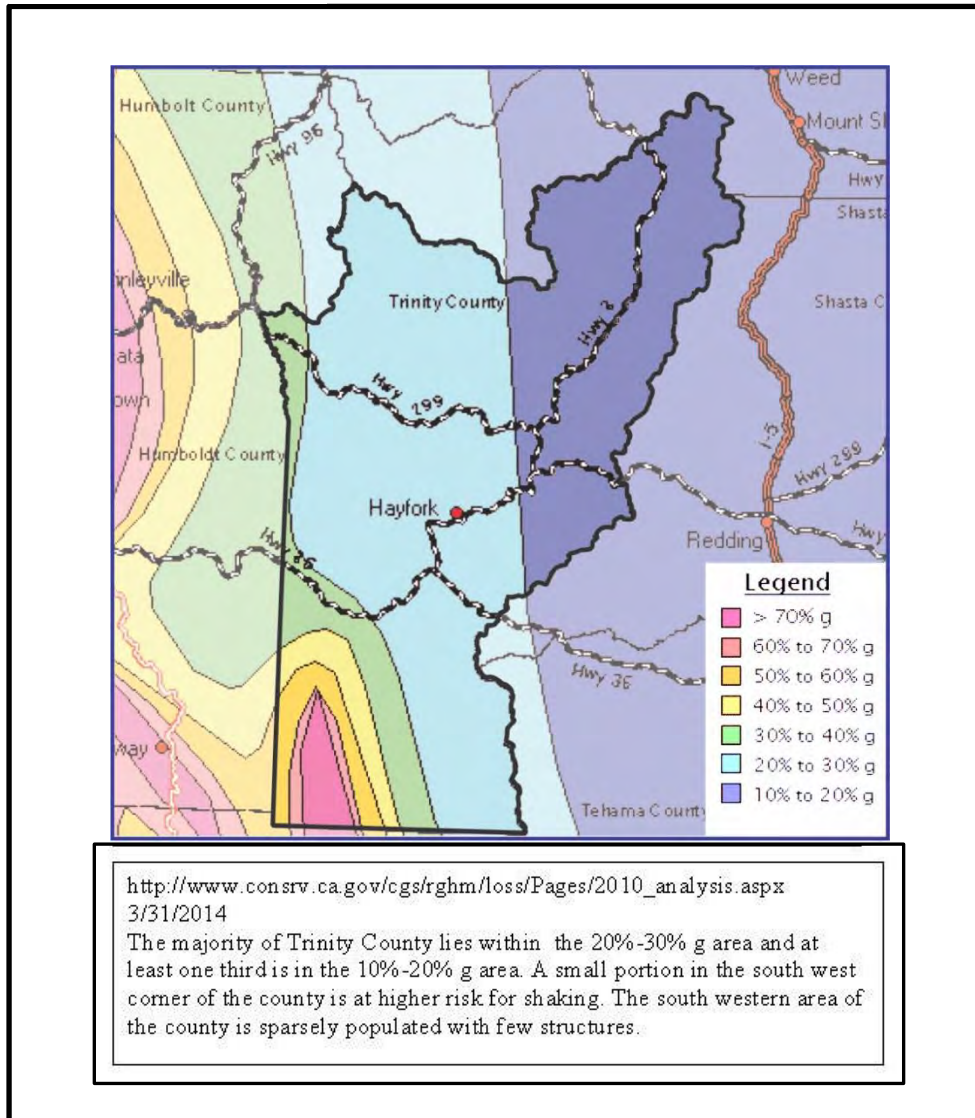 Weed
Humbolt County
Mount S
Hwy 96
Hwy
Shasta
nleyville
Trinity County
Shasta C
Hwy 3
ata
Hwy 299
own
I-5
Humboldt County
Hwy 299
Hayfork
Hwy
Redding
Hwy 36
Legend
> 70% g
60% to 70% g
50% to 60% g
Hwy 36
40% to 50% g
30% to 40% g
way
20% to 30% g
10% to 20% g
Tehama County
http://www.consrv.ca.gov/cgs/rghm/loss/Pages/2010_analysis.aspx
3/31/2014
The majority of Trinity County lies within the 20%-30% g area and at
least one third is in the 10%-20% g area. A small portion in the south west
corner of the county is at higher risk for shaking. The south western area of
the county is sparsely populated with few structures.